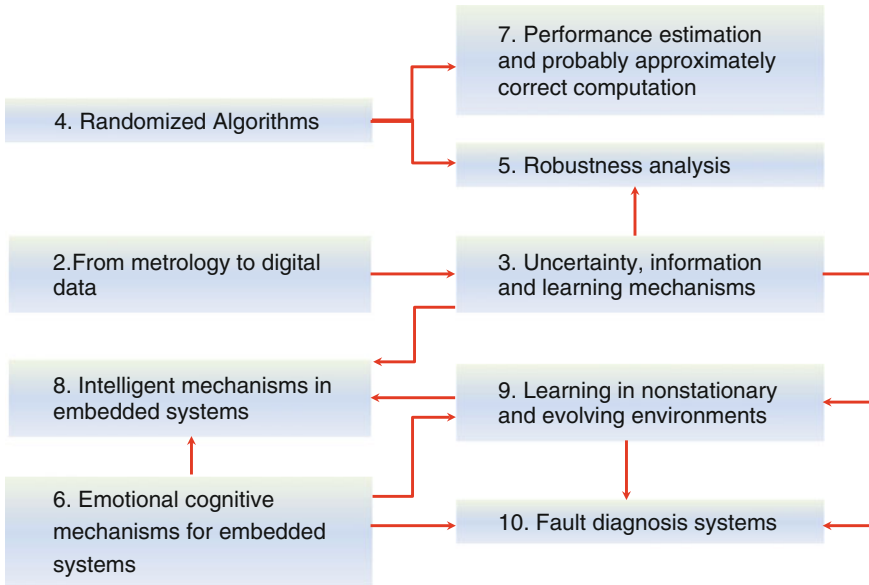 7. Performance estimation
and probably approximately
correct computation
4. Randomized Algorithms
5. Robustness analysis
2.From metrology to digital
data
3. Uncertainty, information
and learning mechanisms
8. Intelligent mechanisms in
embedded systems
9. Learning in nonstationary
and evolving environments
6. Emotional cognitive
mechanisms for embedded
systems
10. Fault diagnosis systems